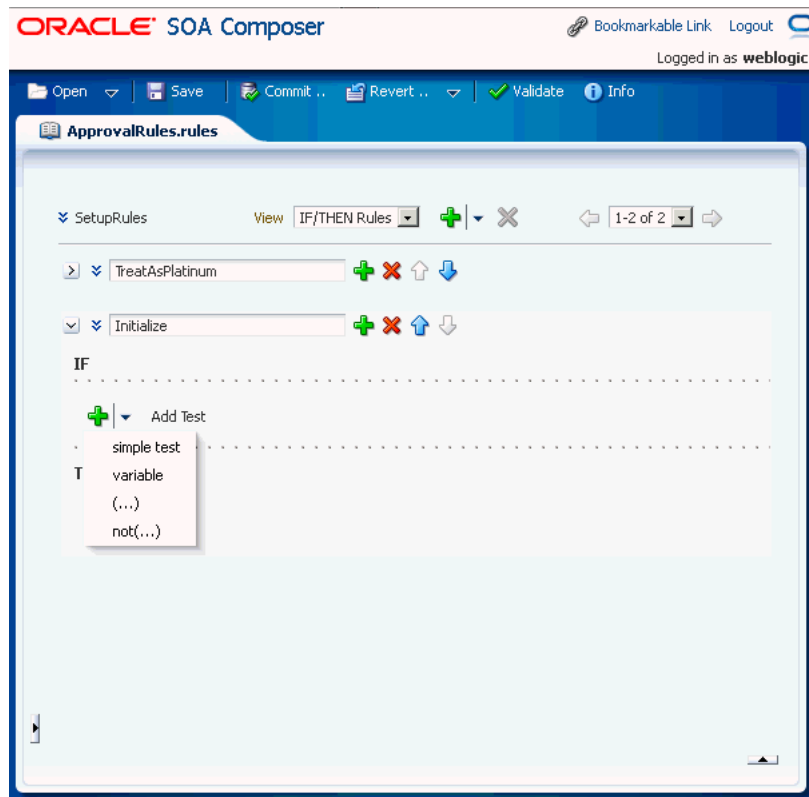 ORACLE SOA Composer
Bookmarkable Link Logout
Logged in as weblogic
Open Save Commit .. Revert .. Validate Info
ApprovalRules.rules
SetupRules View IF/THEN Rules 1-2 of 2
TreatAsPlatinum
Initialize
IF
Add Test
simple test
T
variable
(...)
not(...)